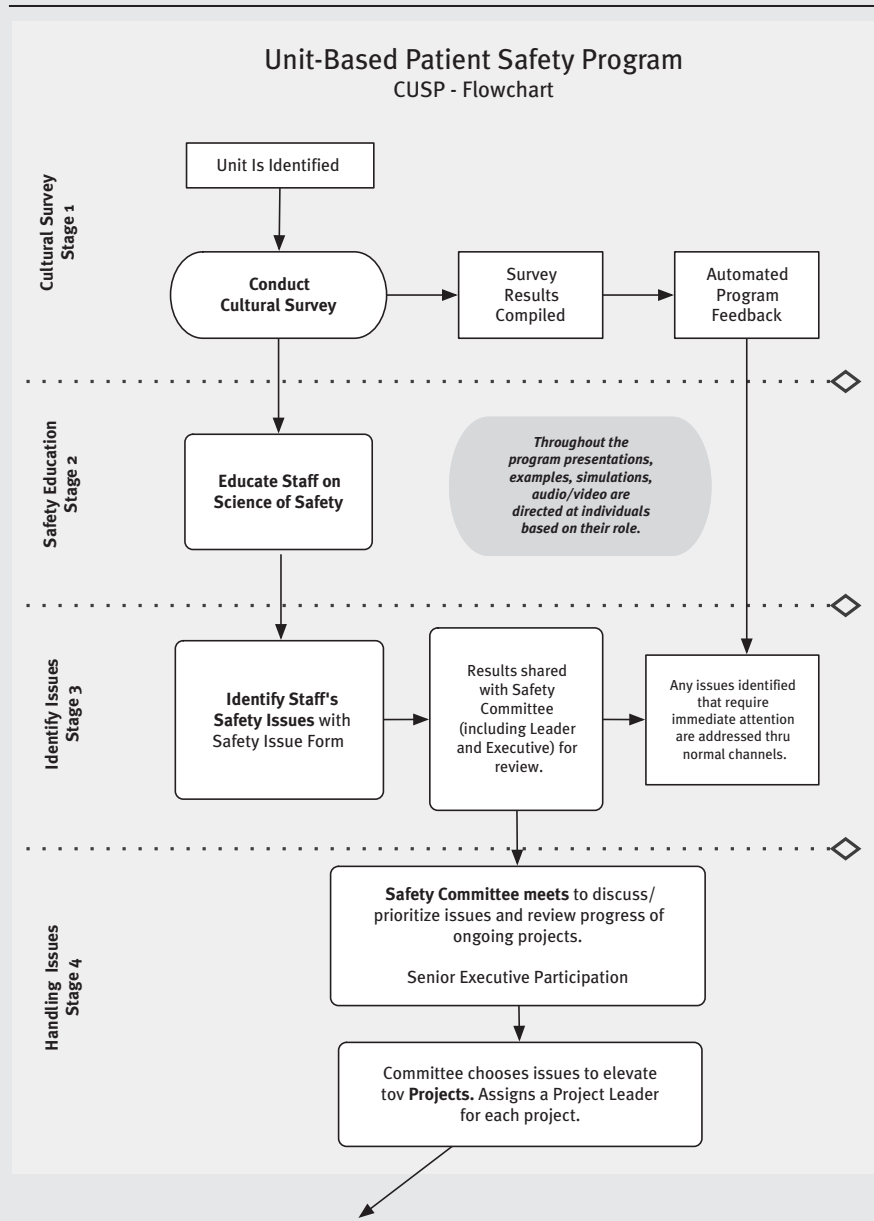 Unit-Based Patient Safety Program
CUSP - Flowchart
Cultural Survey
Stage 1
Unit Is Identified
Conduct
Cultural Survey
Survey
Results
Compiled
Automated
Program
Feedback
Safety Education
Stage 2
Educate Staff on
Science of Safety
Throughout the
program presentations,
examples, simulations,
audio/video are
directed at individuals
based on their role.
Identify Issues
Stage 3
Identify Staff's
Safety Issues with
Safety Issue Form
Results shared
with Safety
Committee
(including Leader
and Executive) for
review.
Any issues identified
that require
immediate attention
are addressed thru
normal channels.
Handling Issues
Stage 4
Safety Committee meets to discuss/
prioritize issues and review progress of
ongoing projects.
Senior Executive Participation
Committee chooses issues to elevate
tov Projects. Assigns a Project Leader
for each project.